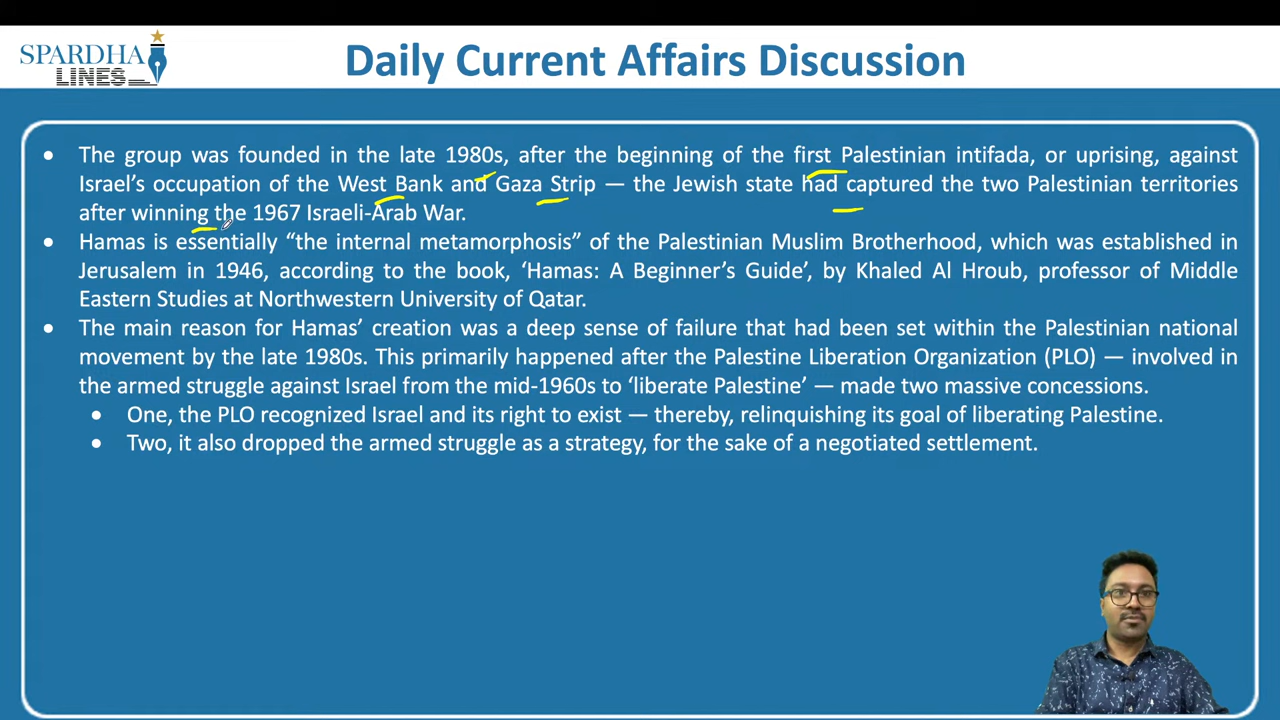 SPARDHA
LINES
Daily Current Affairs Discussion
• The group was founded in the late 1980s, after the beginning of the first Palestinian intifada, or uprising, against
Israel's occupation of the West Bank and Gaza Strip — the Jewish state had captured the two Palestinian territories
after winning the 1967 Israeli-Arab War.
• Hamas is essentially “the internal metamorphosis” of the Palestinian Muslim Brotherhood, which was established in
Jerusalem in 1946, according to the book, ‘Hamas: A Beginner’s Guide’, by Khaled Al Hroub, professor of Middle
Eastern Studies at Northwestern University of Qatar.
• The main reason for Hamas’ creation was a deep sense of failure that had been set within the Palestinian national
movement by the late 1980s. This primarily happened after the Palestine Liberation Organization (PLO) — involved in
the armed struggle against Israel from the mid-1960s to ‘liberate Palestine’ — made two massive concessions.
• One, the PLO recognized Israel and its right to exist — thereby, relinquishing its goal of liberating Palestine.
• Two, it also dropped the armed struggle as a strategy, for the sake of a negotiated settlement.